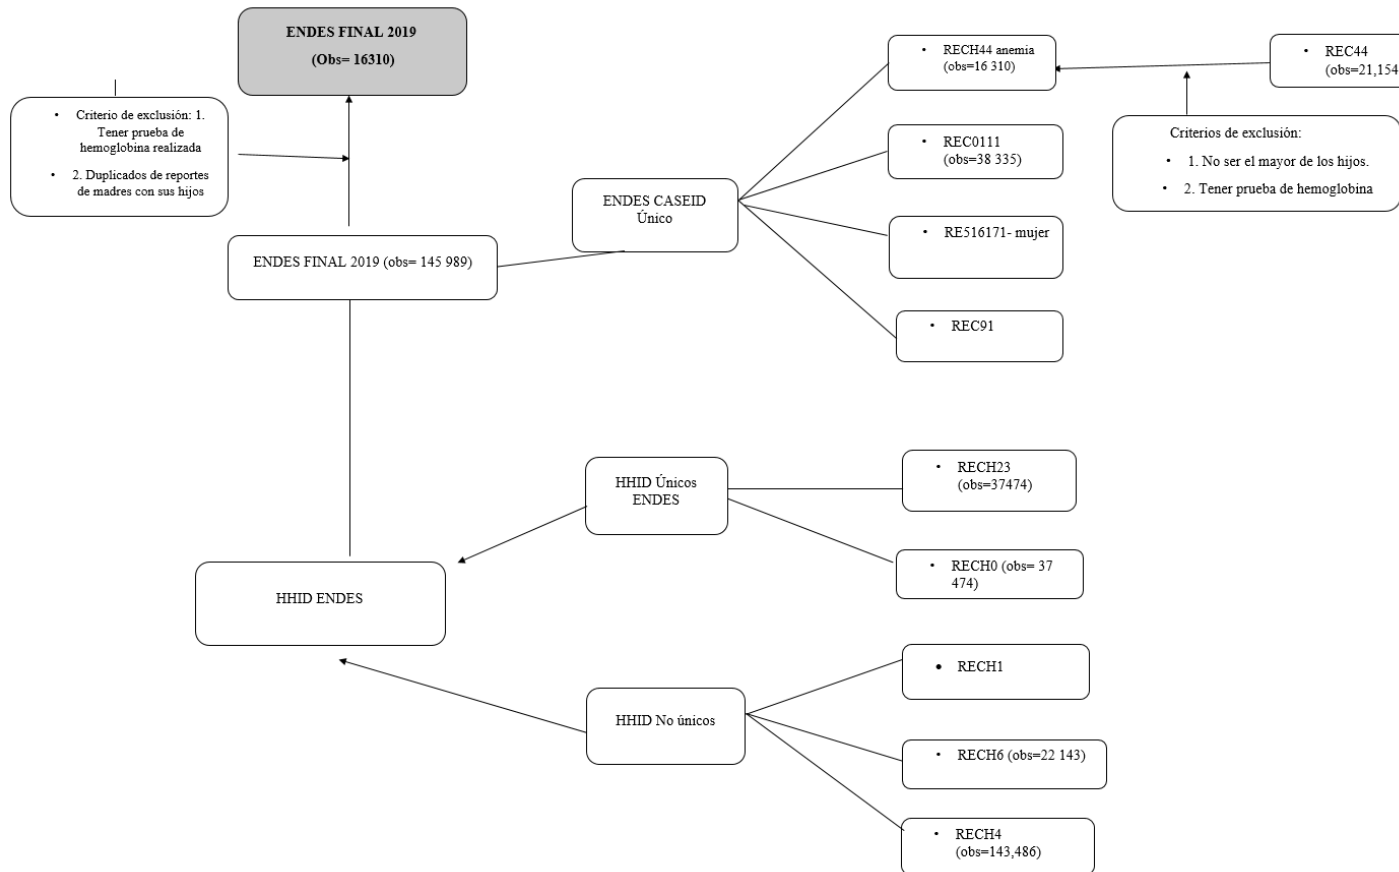 ENDES FINAL 2019
(Obs= 16310)
• Criterio de exclusión: 1.
Tener prueba de
hemoglobina realizada
• 2. Duplicados de reportes
de madres con sus hijos
ENDES FINAL 2019 (obs= 145 989)
ENDES CASEID
Único
• RECH44 anemia
(obs=16 310)
• REC44
(obs=21,154
Criterios de exclusión:
• 1. No ser el mayor de los hijos.
• 2. Tener prueba de hemoglobina
• REC0111
(obs=38 335)
• RE516171- mujer
• REC91
HHID Únicos
ENDES
• RECH23
(obs=37474)
• RECH0 (obs= 37
474)
HHID ENDES
HHID No únicos
• RECH1
• RECH6 (obs=22 143)
• RECH4
(obs=143,486)